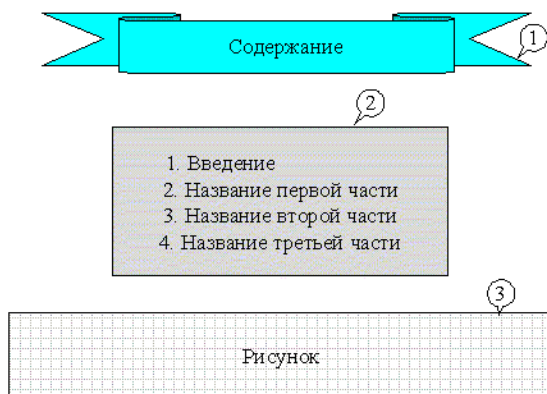 Содержание
1
2
1. Введение
2. Название первой части
3. Название второй части
4. Название третьей части
3
Рисунок